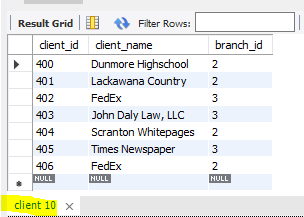 Result Grid Filter Rows:
client_id client_name branch_id
400 Dunmore Highschool 2
401 Lackawana Country 2
402 FedEx 3
403 John Daly Law, LLC 3
404 Scranton Whitepages 2
405 Times Newspaper 3
406 FedEx 2
NULL NULL NULL
client 10